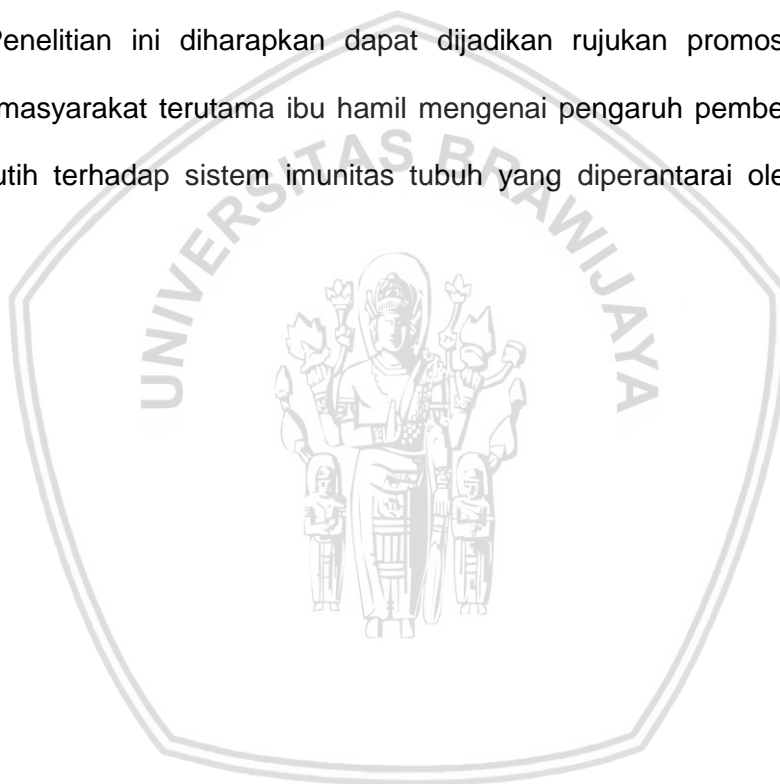 Penelitian ini diharapkan dapat dijadikan rujukan promos
masyarakat terutama ibu hamil mengenai pengaruh pembe
utih terhadap sistem imunitas tubuh yang diperantarai ole
UNIVERSITAS BRAWIJAYA